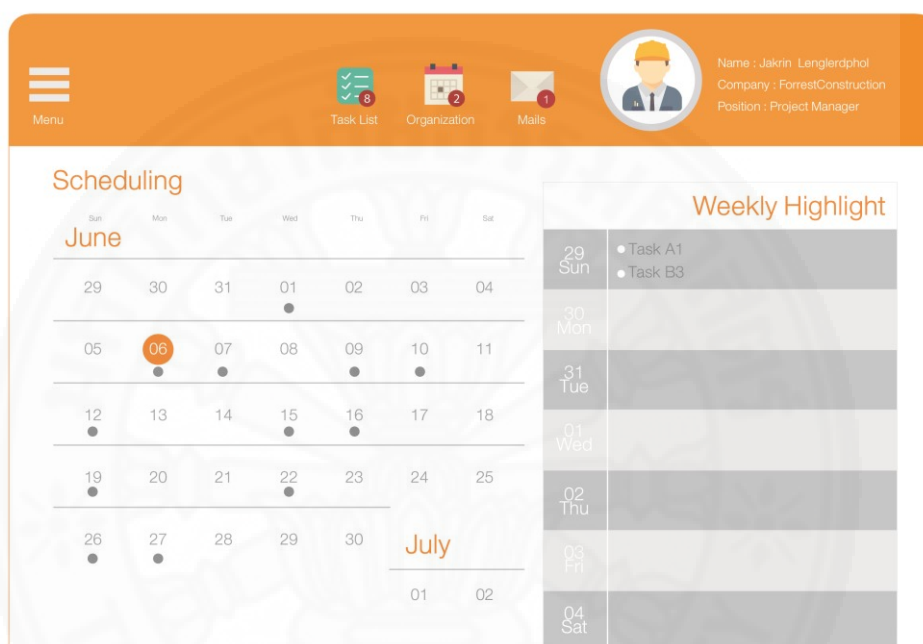 Menu
8
Task List
2
Organization
1
Mails
Name : Jakrin Lenglerdphol
Company : ForrestConstruction
Position : Project Manager
Scheduling
Sun Mon Tue Wed Thu Fri Sat
June
29 30 31 01 02 03 04
05 06 07 08 09 10 11
12 13 14 15 16 17 18
19 20 21 22 23 24 25
26 27 28 29 30
July
01 02
Weekly Highlight
29
Sun
Task A1
Task B3
30
Mon
31
Tue
01
Wed
02
Thu
03
Fri
04
Sat